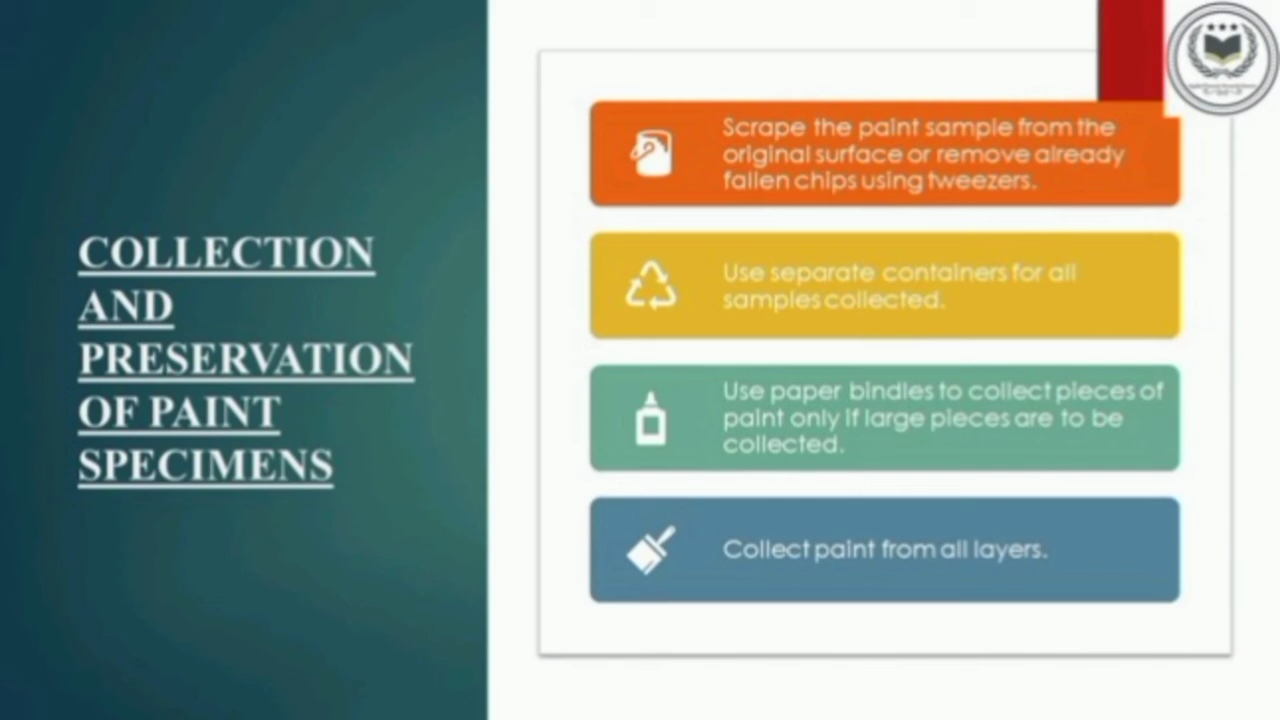 COLLECTION
AND
PRESERVATION
OF PAINT
SPECIMENS
Scrape the paint sample from the
original surface or remove already
fallen chips using tweezers.
Use separate containers for all
samples collected.
Use paper bindles to collect pieces of
paint only if large pieces are to be
collected.
Collect paint from all layers.